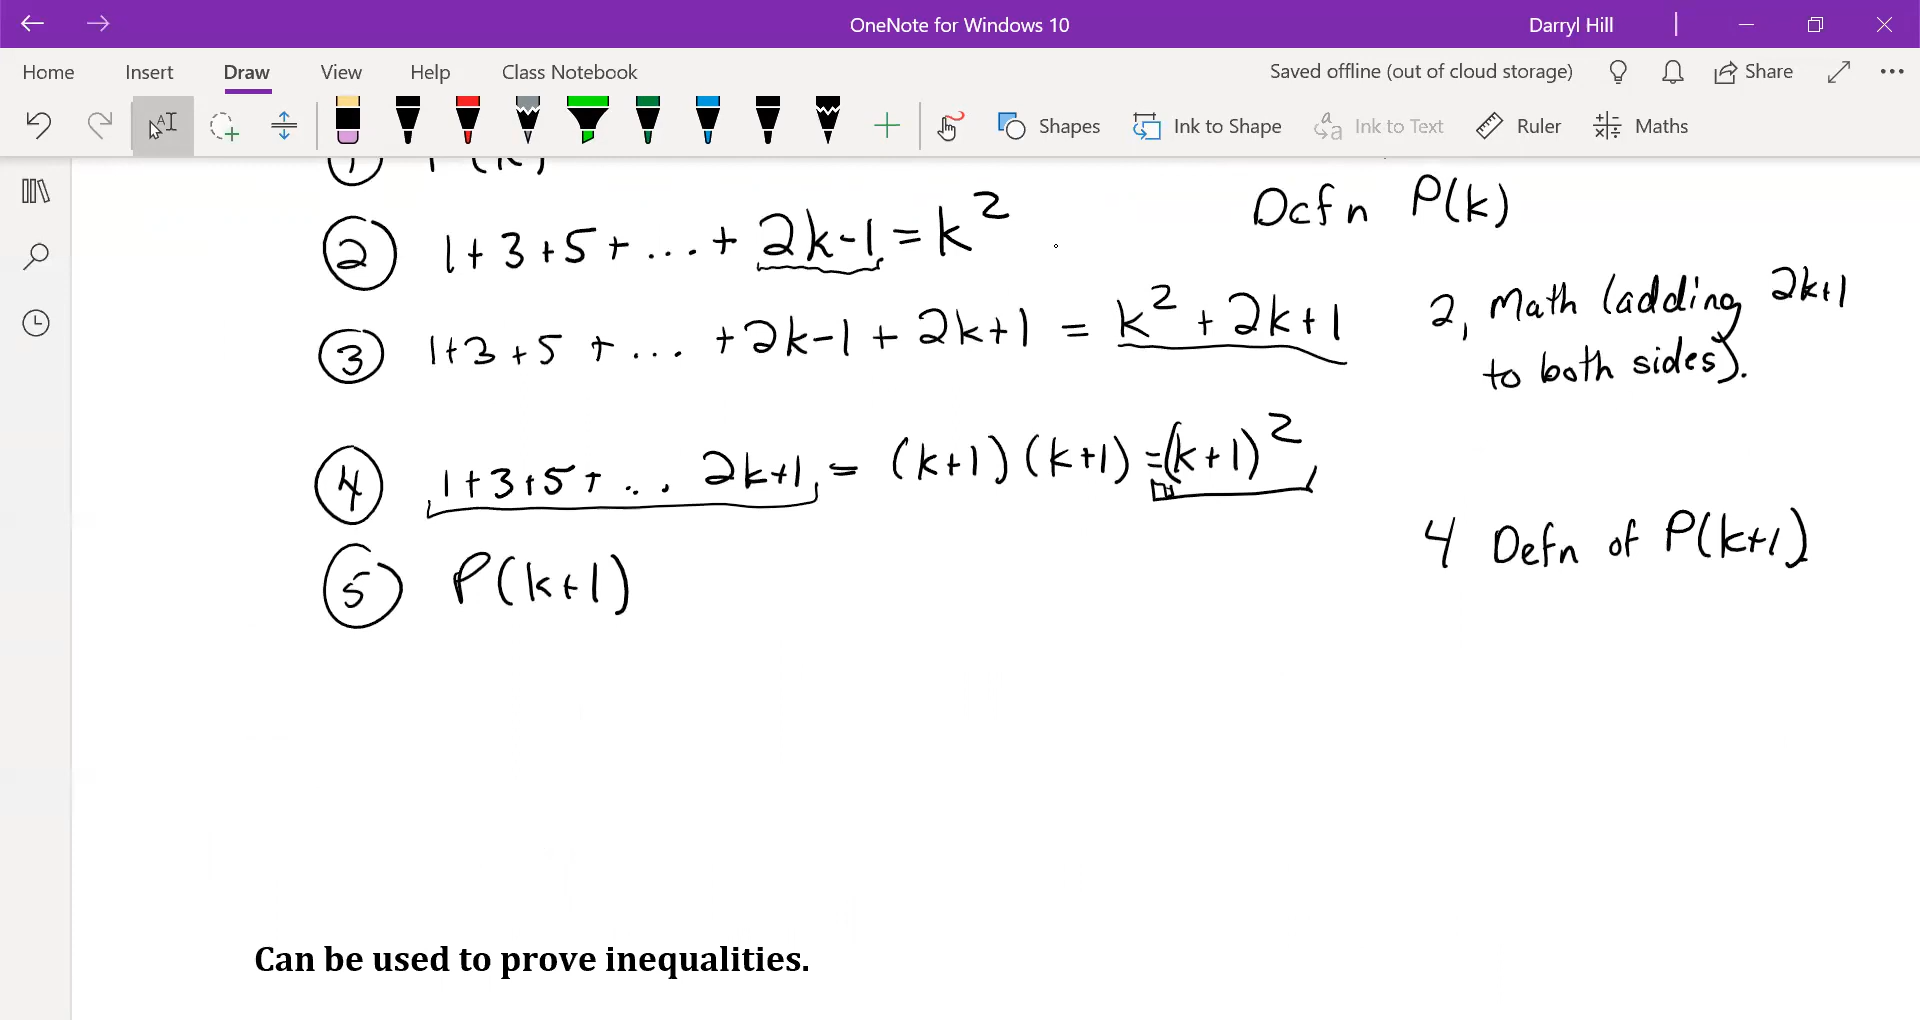 OneNote for Windows 10
Darryl Hill
Home Insert Draw View Help Class Notebook
Saved offline (out of cloud storage) Share
Shapes Ink to Shape Ink to Text Ruler Maths
① P(k)
② 1+3+5+...+ 2k-1 = k² Defn P(k)
③ 1+3+5+... +2k-1+2k+1 = k²+2k+1 2, Math (adding 2k+1
to both sides).
④ 1+3+5+... 2k+1 = (k+1)(k+1)=(k+1)²
4 Defn of P(k+1)
⑤ P(k+1)
Can be used to prove inequalities.